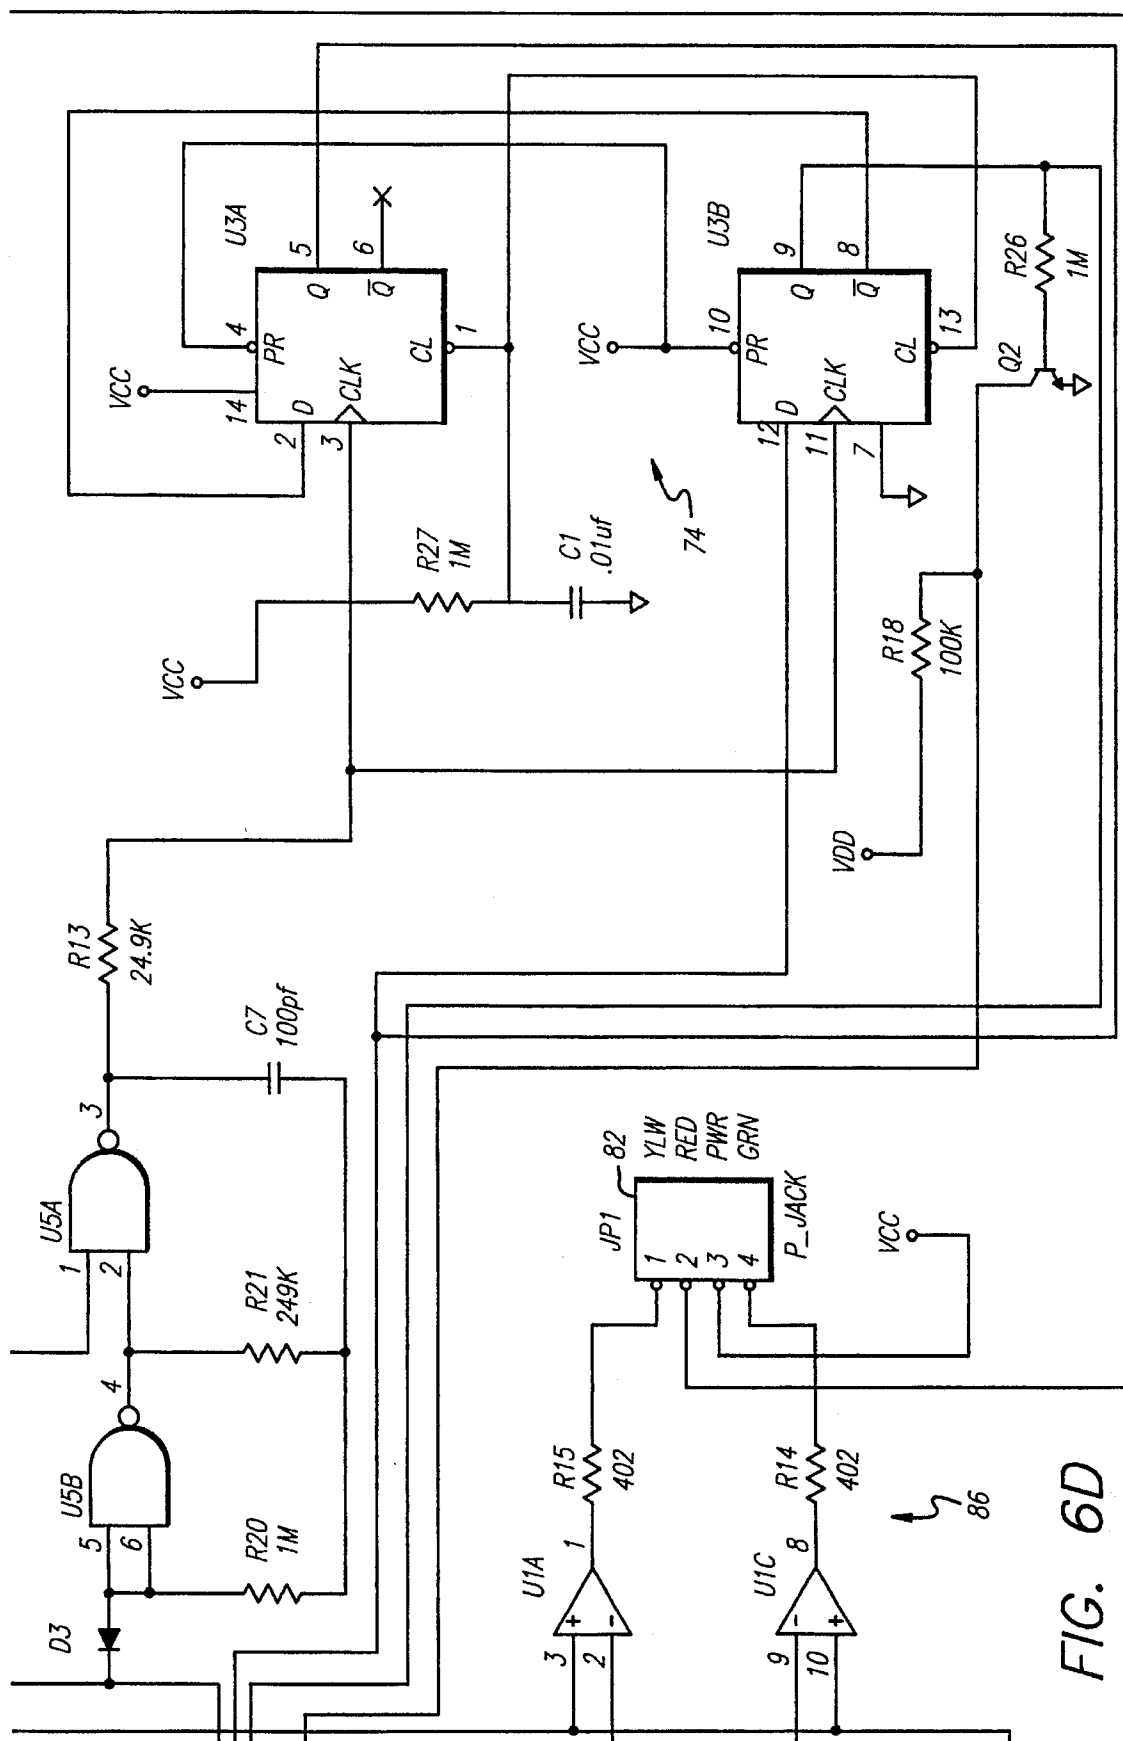 VCC
14
4
PR
U3A
2
D
Q
5
3
CLK
Q
6
CL
1
VCC
R27
1M
C1
.01uf
74
VCC
10
PR
U3B
12
D
Q
9
11
CLK
Q
8
7
CL
13
R26
1M
Q2
R18
100K
VDD
R13
24.9K
C7
100pf
3
U5A
1
2
R21
249K
4
U5B
5
6
R20
1M
D3
82
YLW
RED
PWR
GRN
JP1
1
2
3
4
P_JACK
VCC
R15
402
U1A
1
3
+
2
-
R14
402
U1C
8
9
-
10
+
86
FIG. 6D